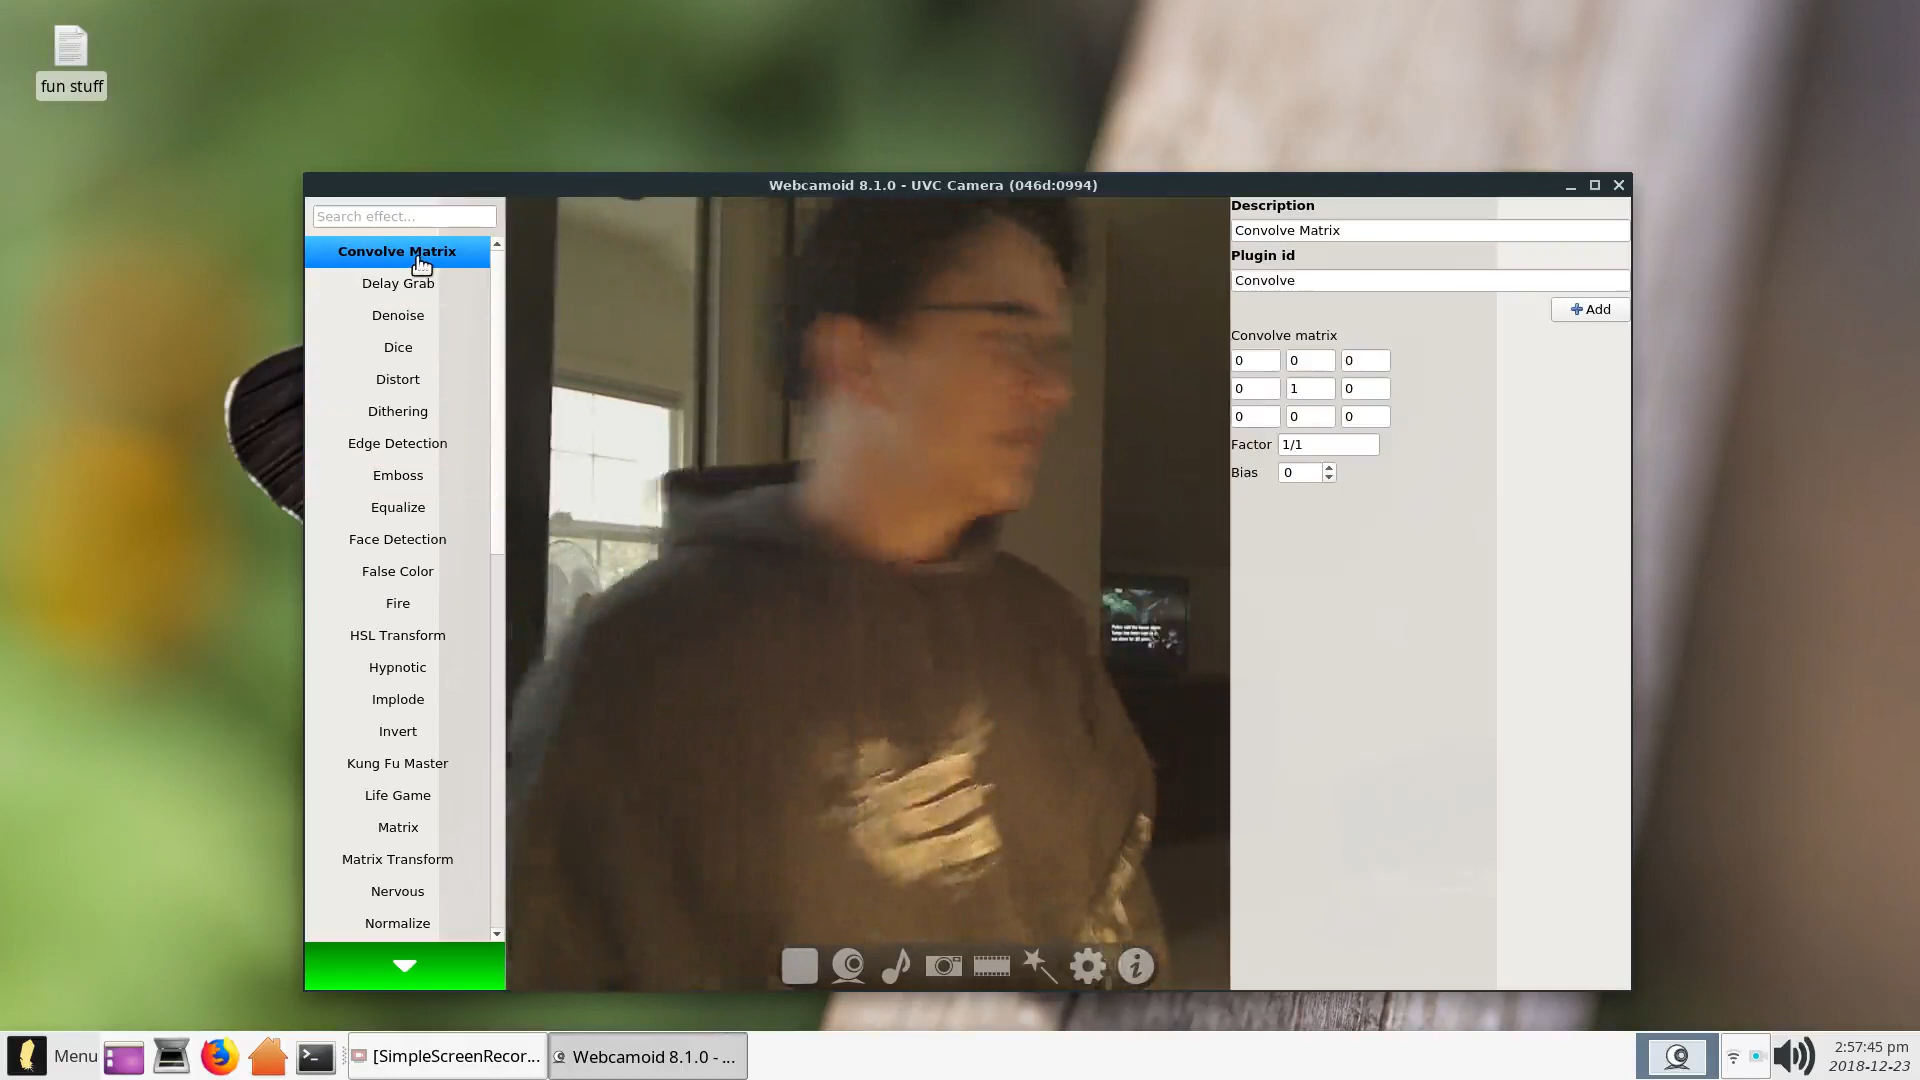 fun stuff
Webcamoid 8.1.0 - UVC Camera (046d:0994)
Search effect...
Convolve Matrix
Delay Grab
Denoise
Dice
Distort
Dithering
Edge Detection
Emboss
Equalize
Face Detection
False Color
Fire
HSL Transform
Hypnotic
Implode
Invert
Kung Fu Master
Life Game
Matrix
Matrix Transform
Nervous
Normalize
Description
Convolve Matrix
Plugin id
Convolve
Add
Convolve matrix
0 0 0
0 1 0
0 0 0
Factor 1/1
Bias 0
Menu
[SimpleScreenRecor...
Webcamoid 8.1.0 - ...
2:57:45 pm
2018-12-23